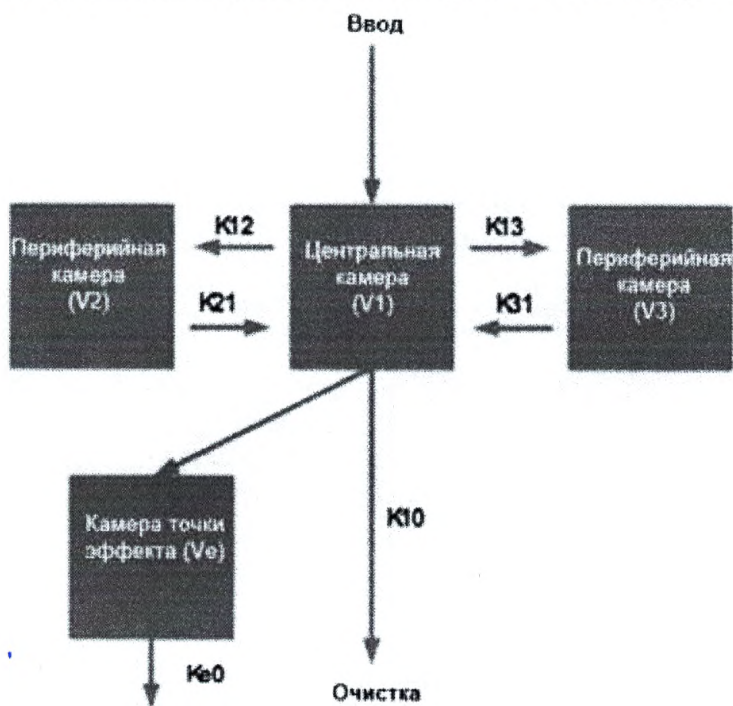 Ввод
K12
K13
Периферийная
камера
(V2)
Центральная
камера
(V1)
Периферийная
камера
(V3)
K21
K31
Камера точки
эффекта (Ve)
K10
Ke0
Очистка